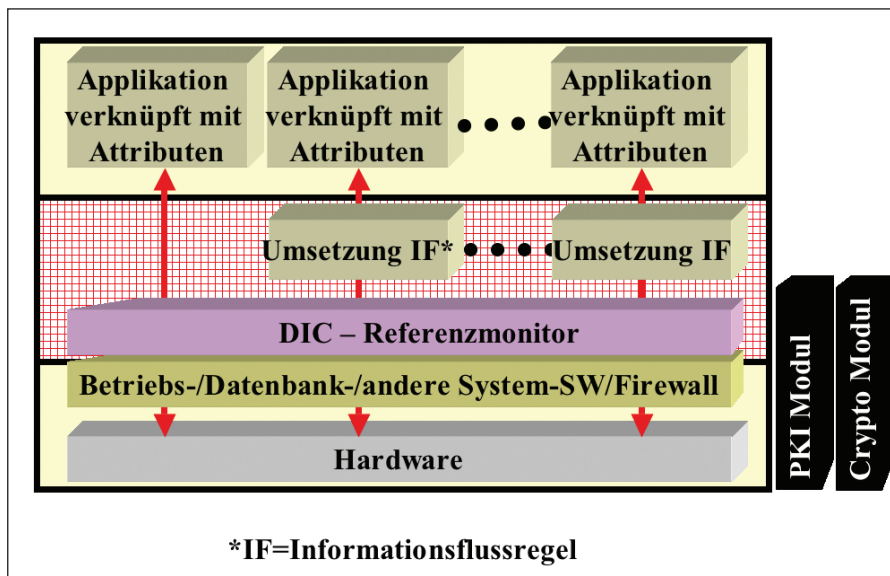 Applikation
verknüpft mit
Attributen
Applikation
verknüpft mit
Attributen
Applikation
verknüpft mit
Attributen
Umsetzung IF*
Umsetzung IF
DIC – Referenzmonitor
Betriebs-/Datenbank-/andere System-SW/Firewall
Hardware
PKI Modul
Crypto Modul
*IF=Informationsflussregel